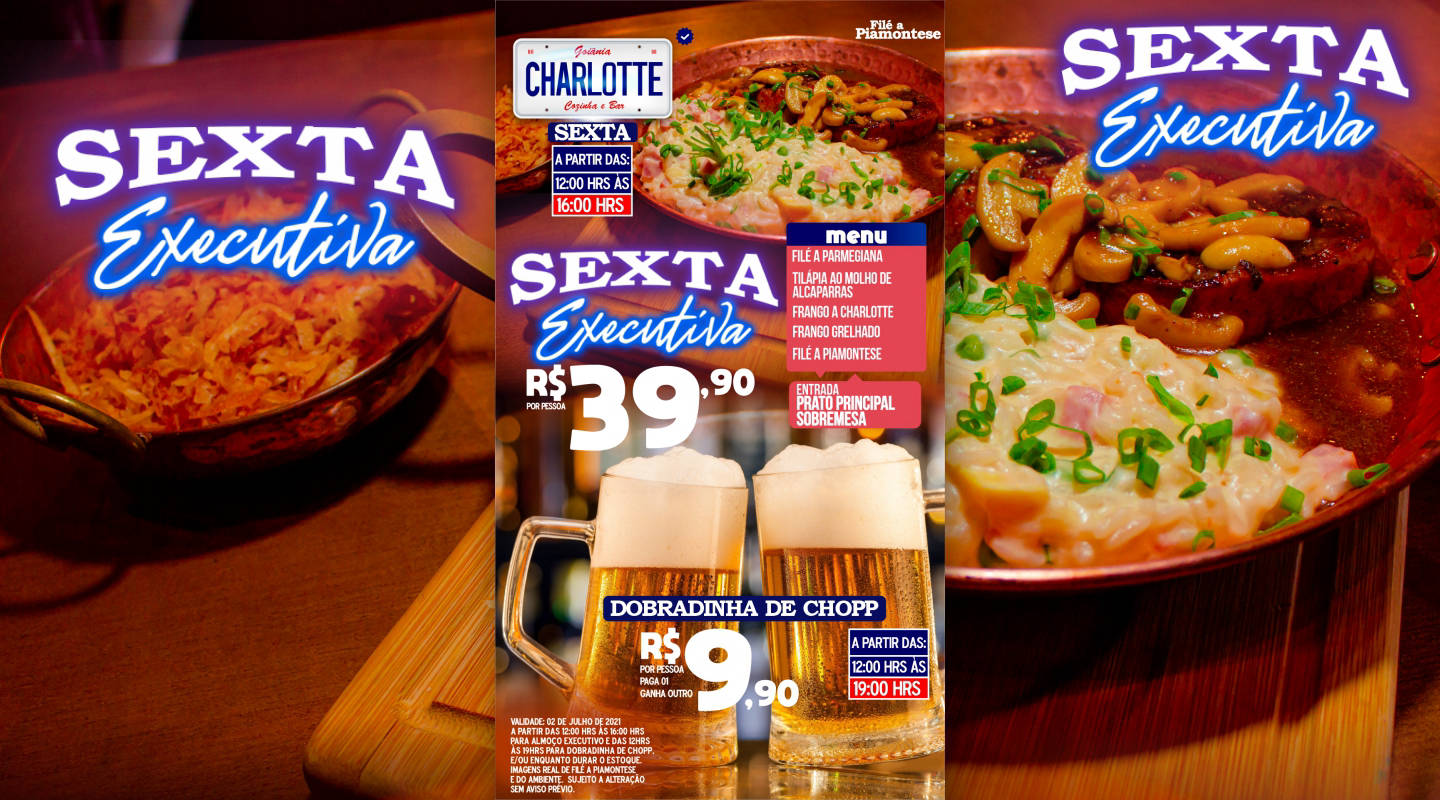 SEXTA
Executiva
Filé a
Piamontese
Goiânia
CHARLOTTE
Cozinha e Bar
SEXTA
A PARTIR DAS:
12:00 HRS ÀS
16:00 HRS
menu
FILÉ A PARMEGIANA
TILÁPIA AO MOLHO DE
ALCAPARRAS
FRANGO A CHARLOTTE
FRANGO GRELHADO
FILÉ A PIAMONTESE
SEXTA
Executiva
R$ 39,90
POR PESSOA
ENTRADA
PRATO PRINCIPAL
SOBREMESA
DOBRADINHA DE CHOPP
R$ 9,90
POR PESSOA
PAGA 01
GANHA OUTRO
A PARTIR DAS:
12:00 HRS ÀS
19:00 HRS
VALIDADE: 02 DE JULHO DE 2021
A PARTIR DAS 12:00 HRS ÁS 16:00 HRS
PARA ALMOÇO EXECUTIVO E DAS 12HRS
ÀS 19HRS PARA DOBRADINHA DE CHOPP.
E/OU ENQUANTO DURAR O ESTOQUE.
IMAGENS REAL DE FILÉ A PIAMONTESE
E DO AMBIENTE. SUJEITO A ALTERAÇÃO
SEM AVISO PRÉVIO.
SEXTA
Executiva